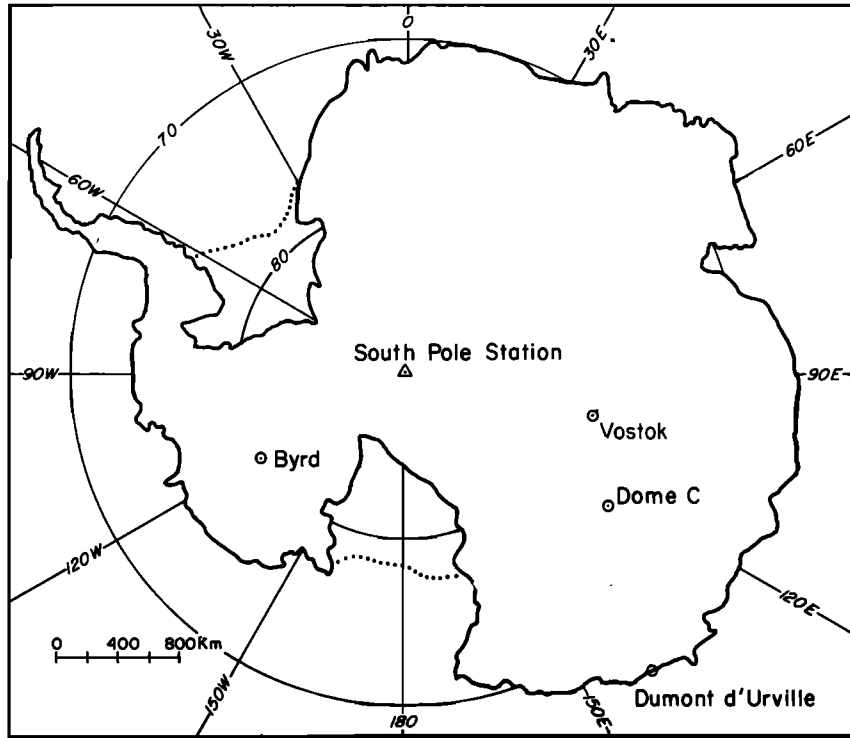 0
30W
30E
70
60E
60W
80
South Pole Station
90W
90E
Vostok
Byrd
Dome C
120W
120E
0 400 800Km
150W
150E
Dumont d'Urville
180